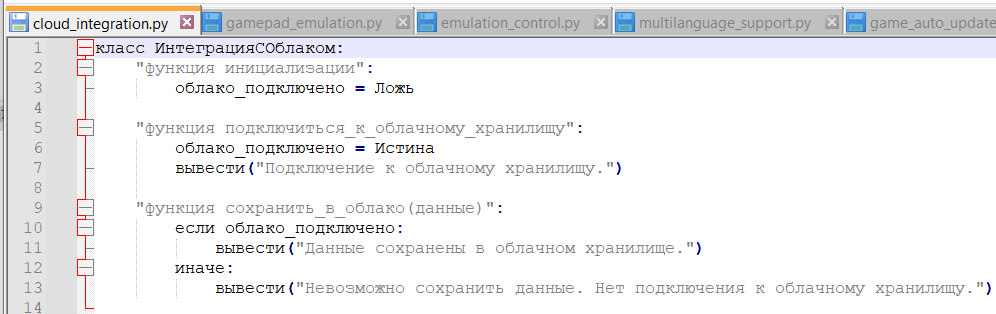 cloud_integration.py gamepad_emulation.py emulation_control.py multilanguage_support.py game_auto_update
1 класс ИнтеграцияСОблаком:
2 "функция инициализации":
3 облако_подключено = Ложь
4
5 "функция подключиться_к_облачному_хранилищу":
6 облако_подключено = Истина
7 вывести("Подключение к облачному хранилищу.")
8
9 "функция сохранить_в_облако(данные)":
10 если облако_подключено:
11 вывести("Данные сохранены в облачном хранилище.")
12 иначе:
13 вывести("Невозможно сохранить данные. Нет подключения к облачному хранилищу.")
14